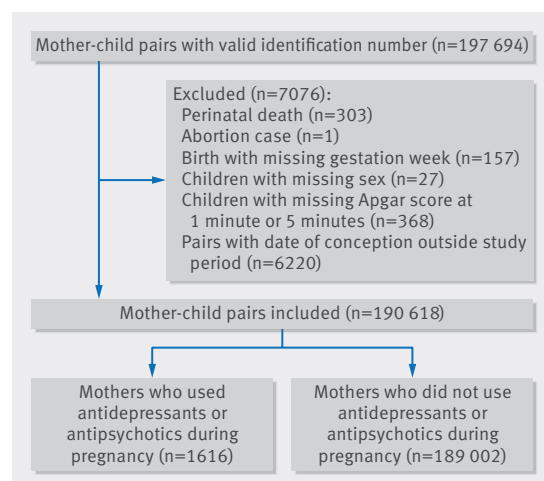 Mother-child pairs with valid identification number (n=197 694)
Excluded (n=7076):
Perinatal death (n=303)
Abortion case (n=1)
Birth with missing gestation week (n=157)
Children with missing sex (n=27)
Children with missing Apgar score at
1 minute or 5 minutes (n=368)
Pairs with date of conception outside study
period (n=6220)
Mother-child pairs included (n=190 618)
Mothers who used
antidepressants or
antipsychotics during
pregnancy (n=1616)
Mothers who did not use
antidepressants or
antipsychotics during
pregnancy (n=189 002)